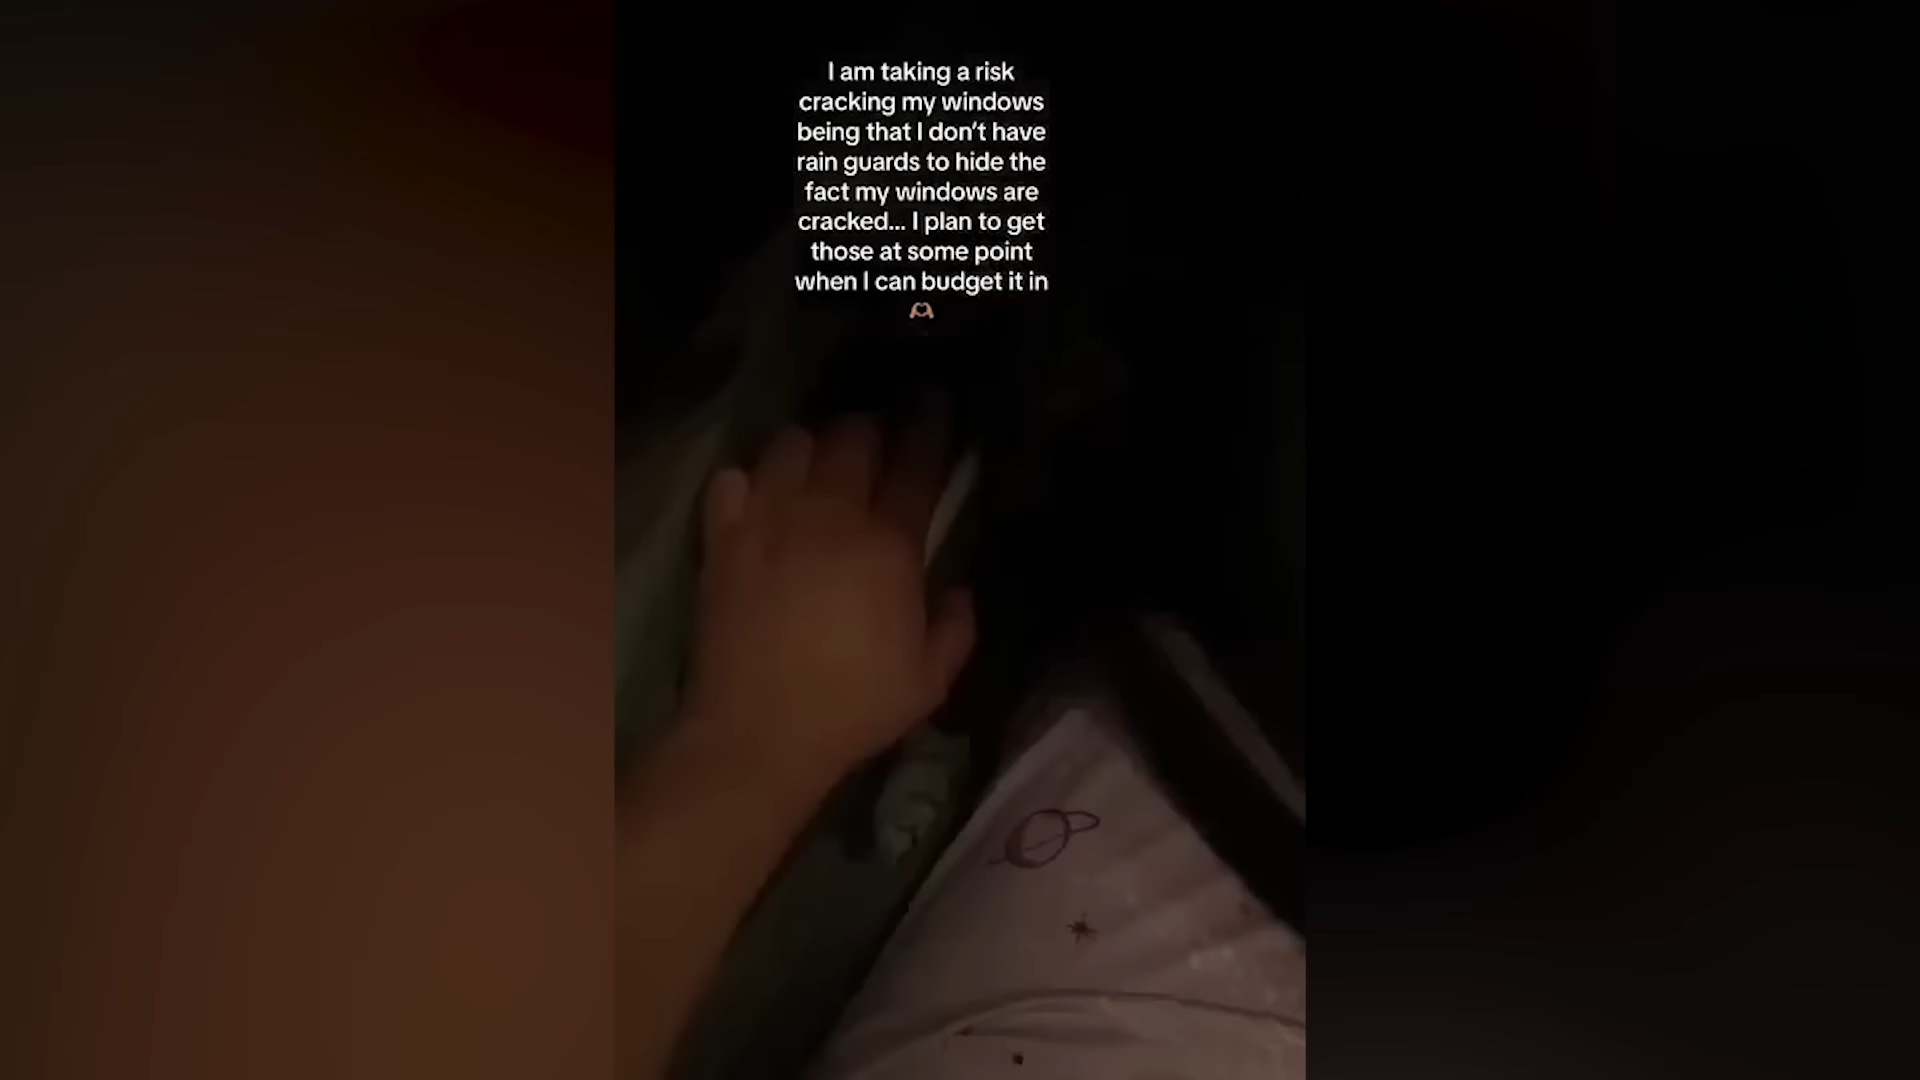 I am taking a risk
cracking my windows
being that I don't have
rain guards to hide the
fact my windows are
cracked... I plan to get
those at some point
when I can budget it in
🫶🏽